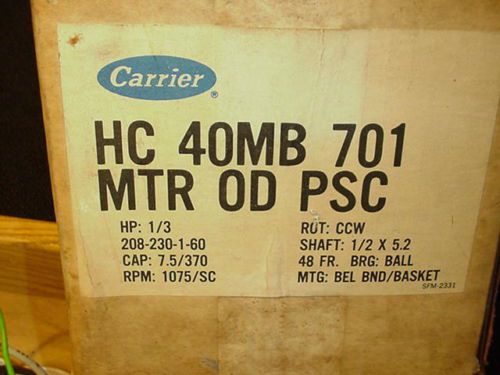 Carrier
HC 40MB 701
MTR OD PSC
HP: 1/3
208-230-1-60
CAP: 7.5/370
RPM: 1075/SC
ROT: CCW
SHAFT: 1/2 X 5.2
48 FR. BRG: BALL
MTG: BEL BND/BASKET
SFM-2331